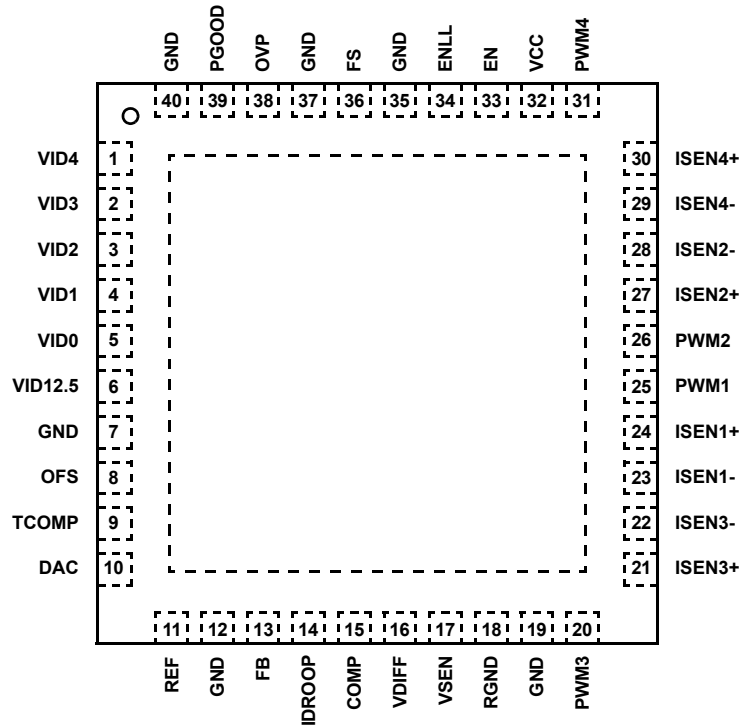 GND
PGOOD
OVP
GND
FS
GND
ENLL
EN
VCC
PWM4
40 39 38 37 36 35 34 33 32 31
VID4 1 30 ISEN4+
VID3 2 29 ISEN4-
VID2 3 28 ISEN2-
VID1 4 27 ISEN2+
VID0 5 26 PWM2
VID12.5 6 25 PWM1
GND 7 24 ISEN1+
OFS 8 23 ISEN1-
TCOMP 9 22 ISEN3-
DAC 10 21 ISEN3+
11 12 13 14 15 16 17 18 19 20
REF
GND
FB
IDROOP
COMP
VDIFF
VSEN
RGND
GND
PWM3